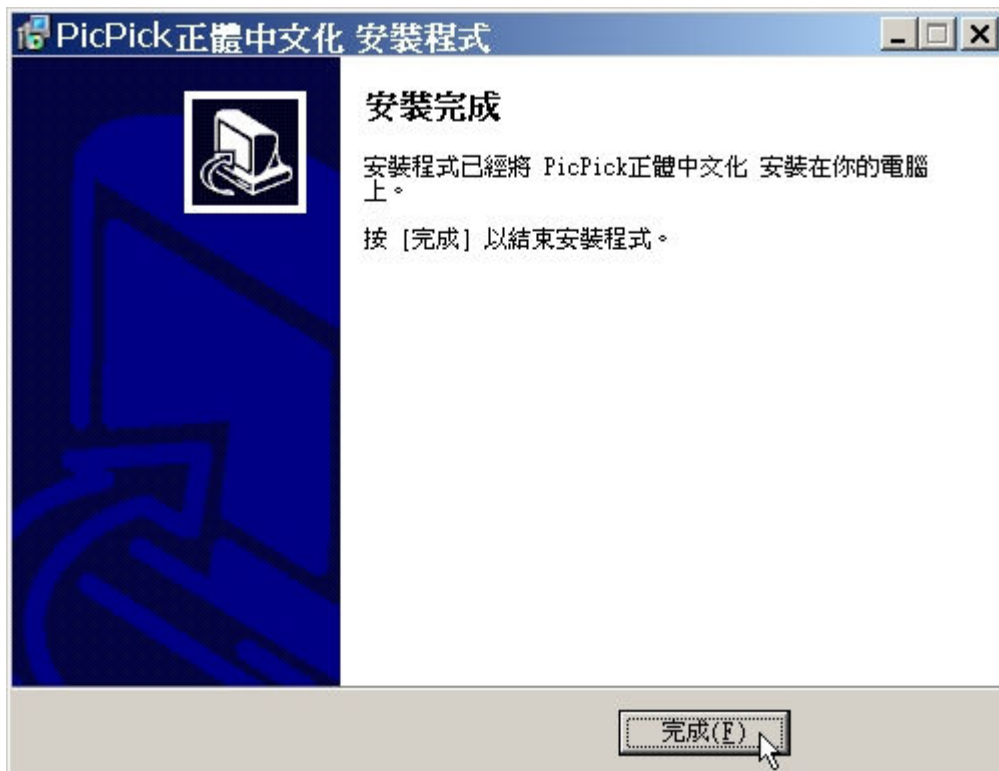 PicPick正體中文化 安裝程式
安裝完成
安裝程式已經將 PicPick正體中文化 安裝在你的電腦
上。
按 [完成] 以結束安裝程式。
完成(F)